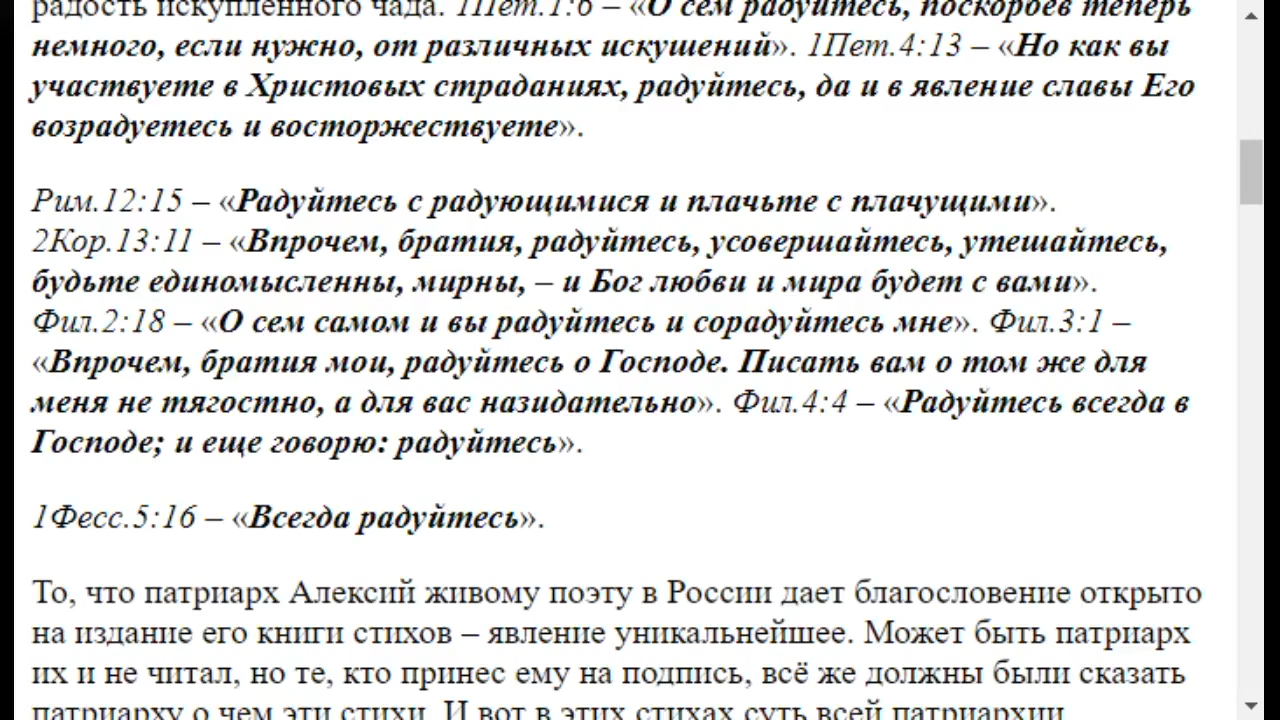 радость искупленного чада. 1Пет.1:6 – «О сем радуйтесь, поскорбев теперь
немного, если нужно, от различных искушений». 1Пет.4:13 – «Но как вы
участвуете в Христовых страданиях, радуйтесь, да и в явление славы Его
возрадуетесь и восторжествуете».
Рим.12:15 – «Радуйтесь с радующимися и плачьте с плачущими».
2Кор.13:11 – «Впрочем, братия, радуйтесь, усовершайтесь, утешайтесь,
будьте единомысленны, мирны, – и Бог любви и мира будет с вами».
Фил.2:18 – «О сем самом и вы радуйтесь и сорадуйтесь мне». Фил.3:1 –
«Впрочем, братия мои, радуйтесь о Господе. Писать вам о том же для
меня не тягостно, а для вас назидательно». Фил.4:4 – «Радуйтесь всегда в
Господе; и еще говорю: радуйтесь».
1Фесс.5:16 – «Всегда радуйтесь».
То, что патриарх Алексий живому поэту в России дает благословение открыто
на издание его книги стихов – явление уникальнейшее. Может быть патриарх
их и не читал, но те, кто принес ему на подпись, всё же должны были сказать
патриарху о чем эти стихи. И вот в этих стихах суть всей патриархии